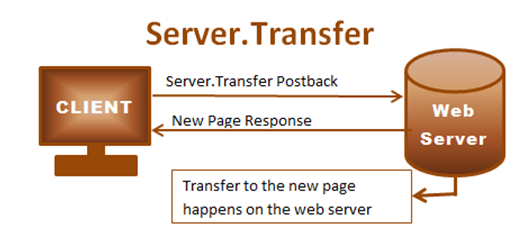 Server.Transfer
Server.Transfer Postback
CLIENT
New Page Response
Web
Server
Transfer to the new page
happens on the web server